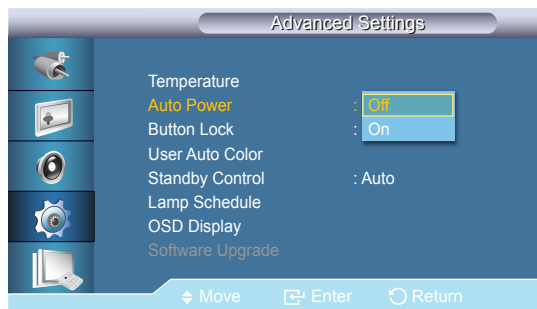 Advanced Settings
Temperature
Auto Power : Off
Button Lock : On
User Auto Color
Standby Control : Auto
Lamp Schedule
OSD Display
Software Upgrade
Move Enter Return